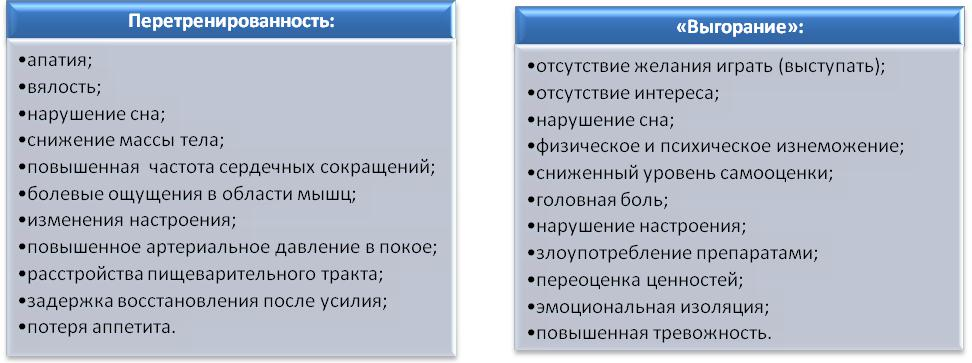 Перетренированность:
•апатия;
•вялость;
•нарушение сна;
•снижение массы тела;
•повышенная  частота сердечных сокращений;
•болевые ощущения в области мышц;
•изменения настроения;
•повышенное артериальное давление в покое;
•расстройства пищеварительного тракта;
•задержка восстановления после усилия;
•потеря аппетита.
«Выгорание»:
•отсутствие желания играть (выступать);
•отсутствие интереса;
•нарушение сна;
•физическое и психическое изнеможение;
•сниженный уровень самооценки;
•головная боль;
•нарушение настроения;
•злоупотребление препаратами;
•переоценка ценностей;
•эмоциональная изоляция;
•повышенная тревожность.